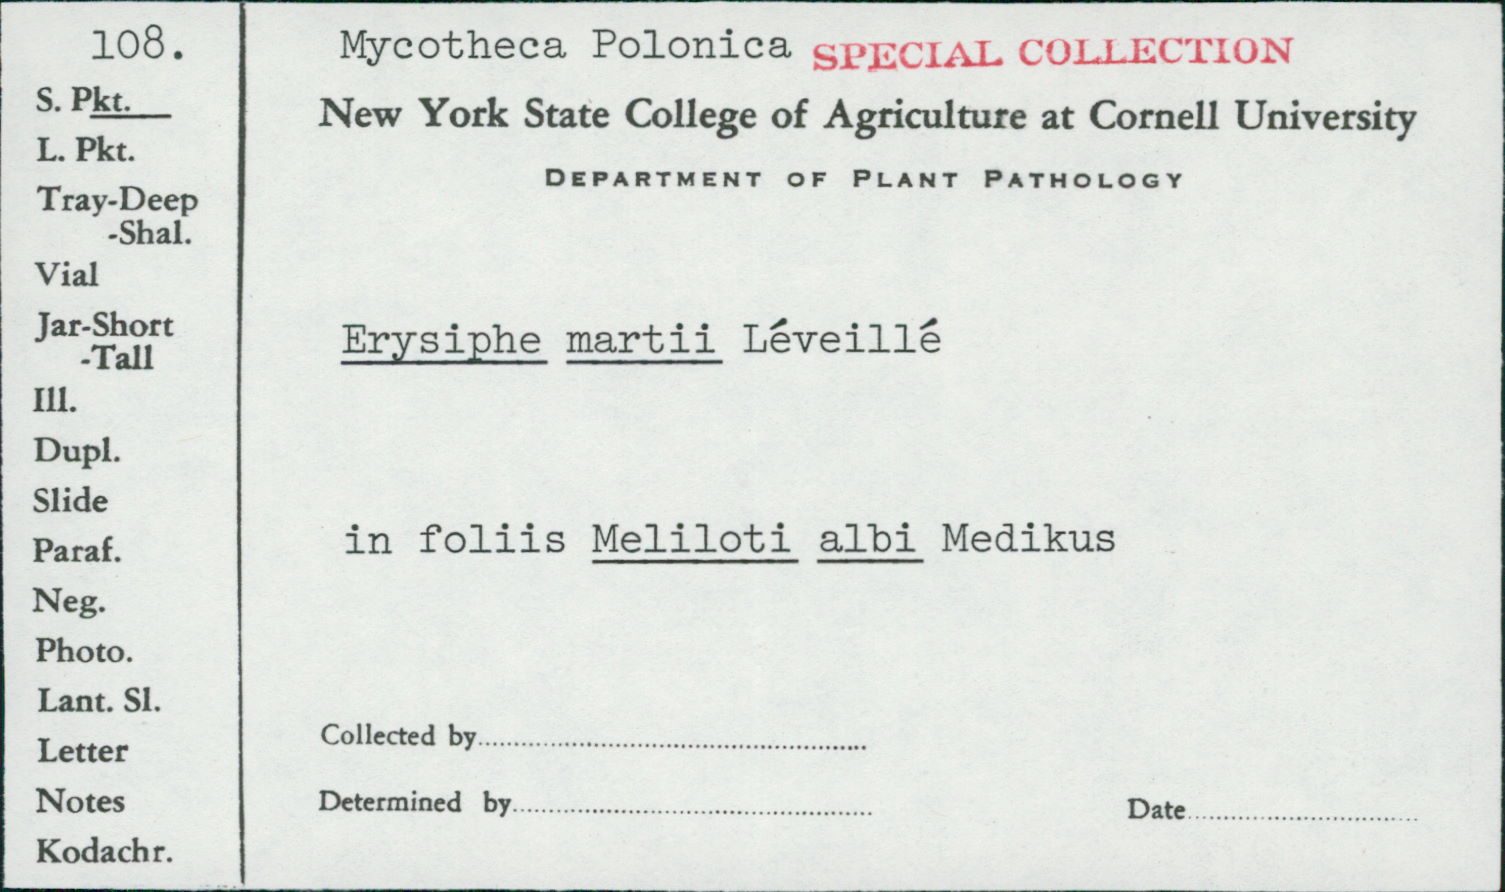 108.
S. Pkt.
L. Pkt.
Tray-Deep
-Shal.
Vial
Jar-Short
-Tall
Ill.
Dupl.
Slide
Paraf.
Neg.
Photo.
Lant. Sl.
Letter
Notes
Kodachr.
Mycotheca Polonica SPECIAL COLLECTION
New York State College of Agriculture at Cornell University
DEPARTMENT OF PLANT PATHOLOGY
Erysiphe martii Léveillé
in foliis Meliloti albi Medikus
Collected by
Determined by
Date